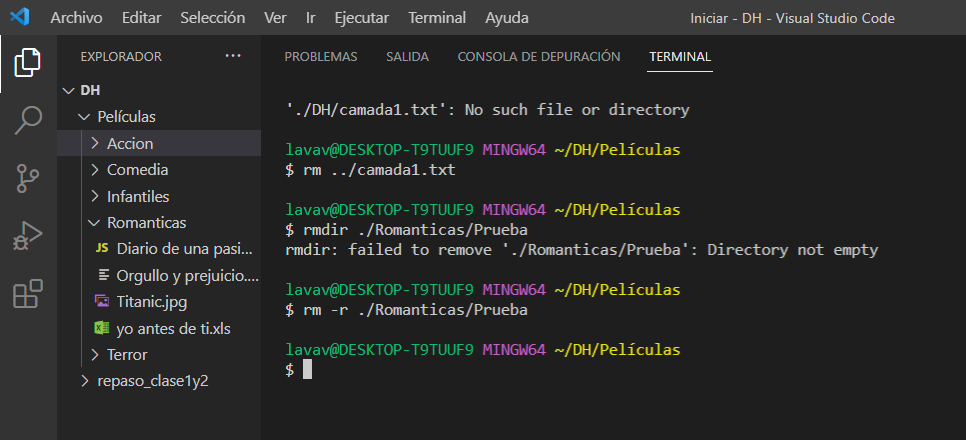 Archivo Editar Selección Ver Ir Ejecutar Terminal Ayuda Iniciar - DH - Visual Studio Code
EXPLORADOR ···
DH
Películas
Accion
Comedia
Infantiles
Romanticas
JS Diario de una pasi...
Orgullo y prejuicio....
Titanic.jpg
yo antes de ti.xls
Terror
repaso_clase1y2
PROBLEMAS SALIDA CONSOLA DE DEPURACIÓN TERMINAL
'./DH/camada1.txt': No such file or directory
lavav@DESKTOP-T9TUUF9 MINGW64 ~/DH/Películas
$ rm ../camada1.txt
lavav@DESKTOP-T9TUUF9 MINGW64 ~/DH/Películas
$ rmdir ./Romanticas/Prueba
rmdir: failed to remove './Romanticas/Prueba': Directory not empty
lavav@DESKTOP-T9TUUF9 MINGW64 ~/DH/Películas
$ rm -r ./Romanticas/Prueba
lavav@DESKTOP-T9TUUF9 MINGW64 ~/DH/Películas
$